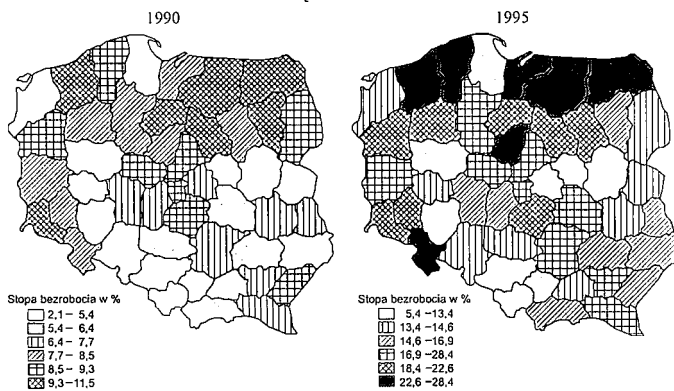 1990
1995
Stopa bezrobocia w %
2,1 – 5,4
5,4 – 6,4
6,4 – 7,7
7,7 – 8,5
8,5 – 9,3
9,3 –11,5
Stopa bezrobocia w %
5,4 –13,4
13,4 –14,6
14,6 –16,9
16,9 –28,4
18,4 –22,6
22,6 –28,4